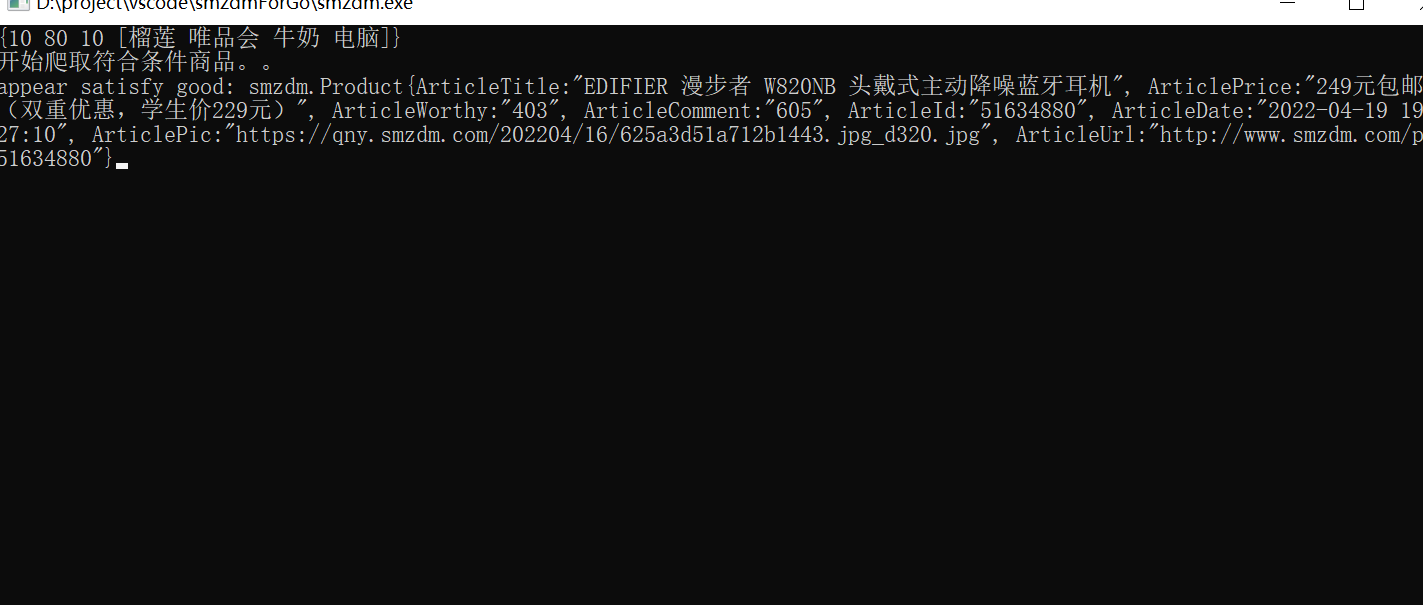 D:\project\vscode\smzdmForGo\smzdm.exe
{10 80 10 [榴莲 唯品会 牛奶 电脑]}
开始爬取符合条件商品。。
appear satisfy good: smzdm.Product{ArticleTitle:"EDIFIER 漫步者 W820NB 头戴式主动降噪蓝牙耳机", ArticlePrice:"249元包邮
（双重优惠，学生价229元）", ArticleWorthy:"403", ArticleComment:"605", ArticleId:"51634880", ArticleDate:"2022-04-19 19
27:10", ArticlePic:"https://qny.smzdm.com/202204/16/625a3d51a712b1443.jpg_d320.jpg", ArticleUrl:"http://www.smzdm.com/p
51634880"}